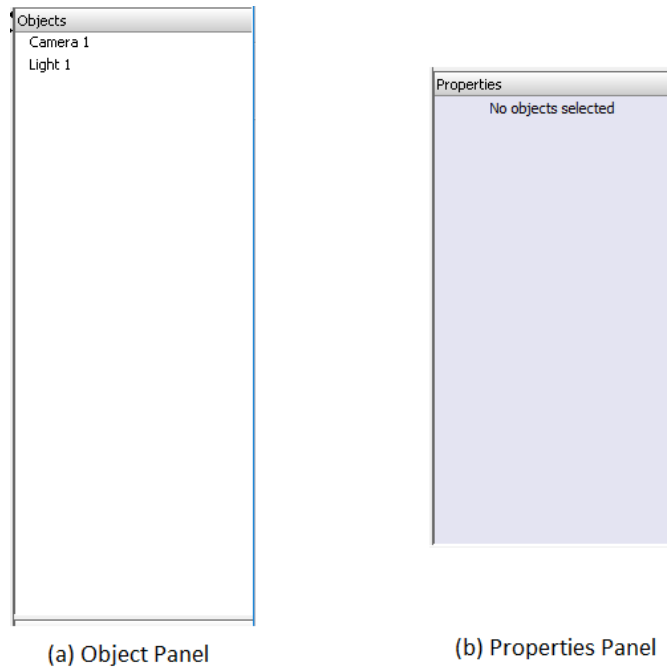 Objects
Camera 1
Light 1
(a) Object Panel
Properties
No objects selected
(b) Properties Panel